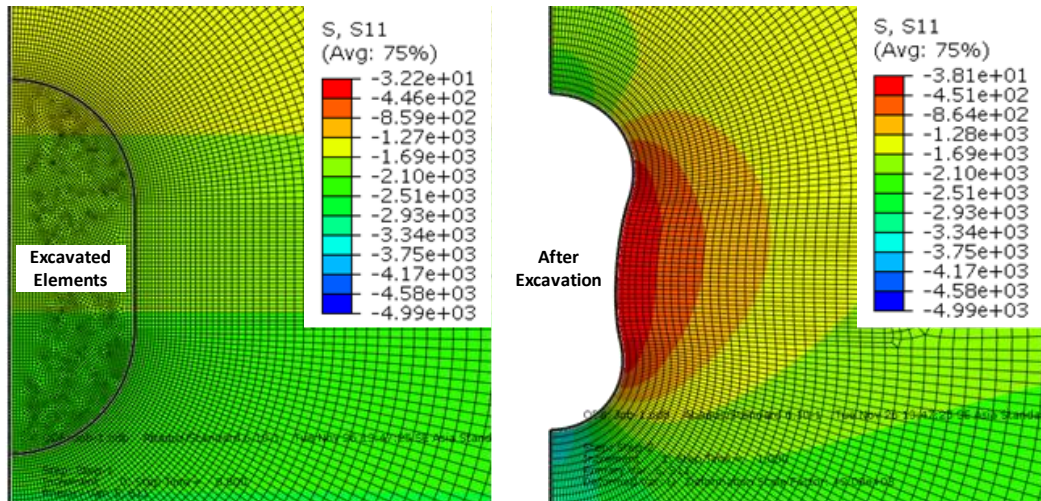 S, S11
(Avg: 75%)
-3.22e+01
-4.46e+02
-8.59e+02
-1.27e+03
-1.69e+03
-2.10e+03
-2.51e+03
-2.93e+03
-3.34e+03
-3.75e+03
-4.17e+03
-4.58e+03
-4.99e+03
Excavated
Elements
S, S11
(Avg: 75%)
-3.81e+01
-4.51e+02
-8.64e+02
-1.28e+03
-1.69e+03
-2.10e+03
-2.51e+03
-2.93e+03
-3.34e+03
-3.75e+03
-4.17e+03
-4.58e+03
-4.99e+03
After
Excavation